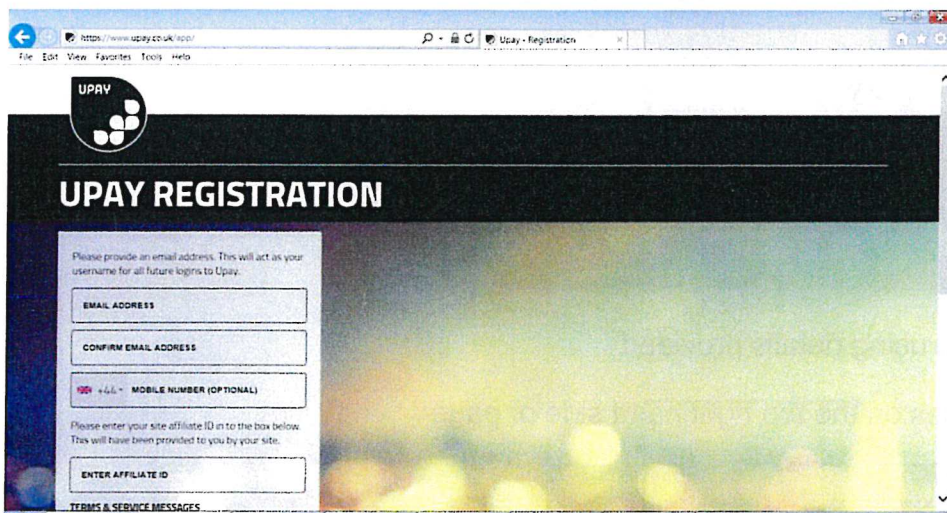 https://www.upay.co.uk/app/
Upay - Registration
File Edit View Favorites Tools Help
UPAY
UPAY REGISTRATION
Please provide an email address. This will act as your
username for all future logins to Upay.
EMAIL ADDRESS
CONFIRM EMAIL ADDRESS
+44 MOBILE NUMBER (OPTIONAL)
Please enter your site affiliate ID in to the box below.
This will have been provided to you by your site.
ENTER AFFILIATE ID
TERMS & SERVICE MESSAGES